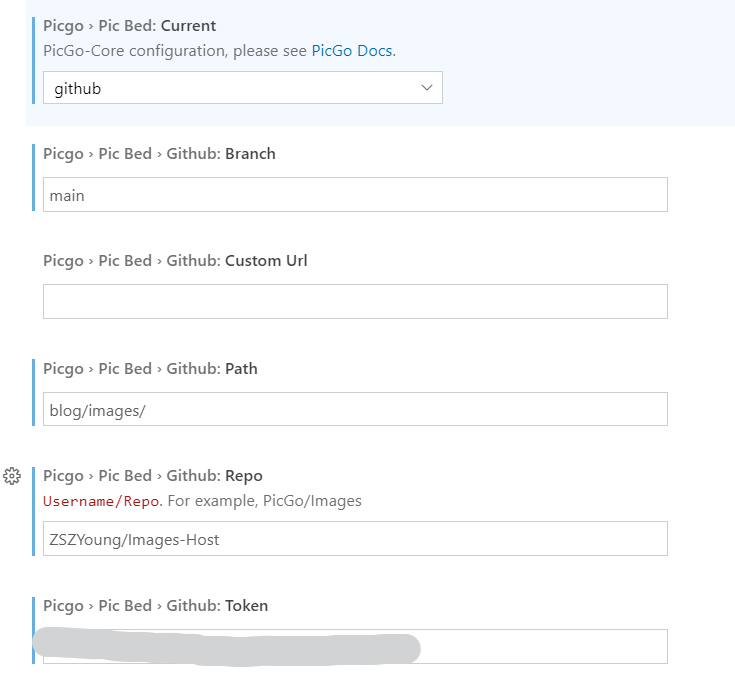 Picgo › Pic Bed: Current
PicGo-Core configuration, please see PicGo Docs.
github
Picgo › Pic Bed › Github: Branch
main
Picgo › Pic Bed › Github: Custom Url
Picgo › Pic Bed › Github: Path
blog/images/
Picgo › Pic Bed › Github: Repo
Username/Repo. For example, PicGo/Images
ZSZYoung/Images-Host
Picgo › Pic Bed › Github: Token